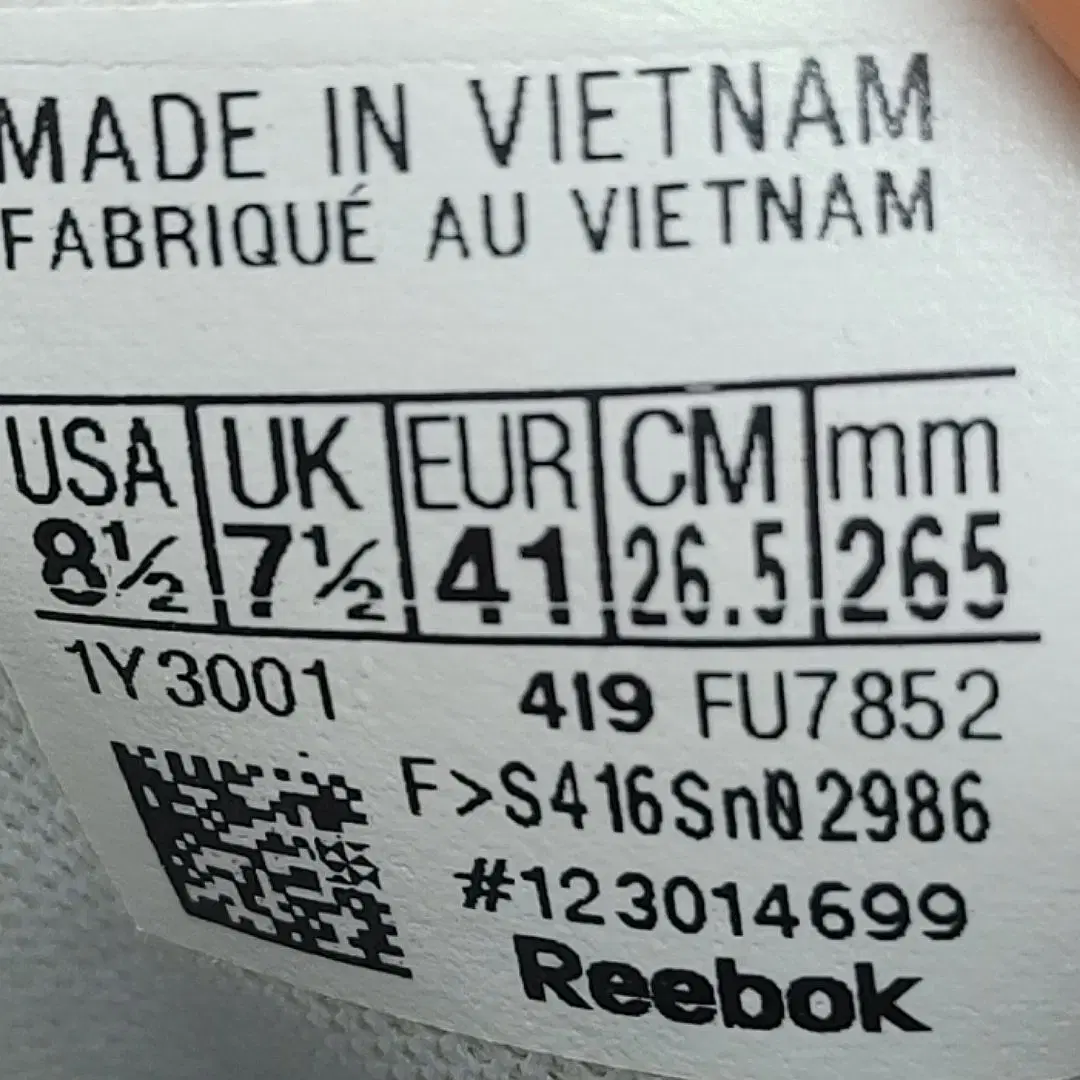 MADE IN VIETNAM
FABRIQUÉ AU VIETNAM
USA UK EUR CM mm
8½ 7½ 41 26.5 265
1Y3001 419 FU7852
F>S416Sn02986
#123014699
Reebok